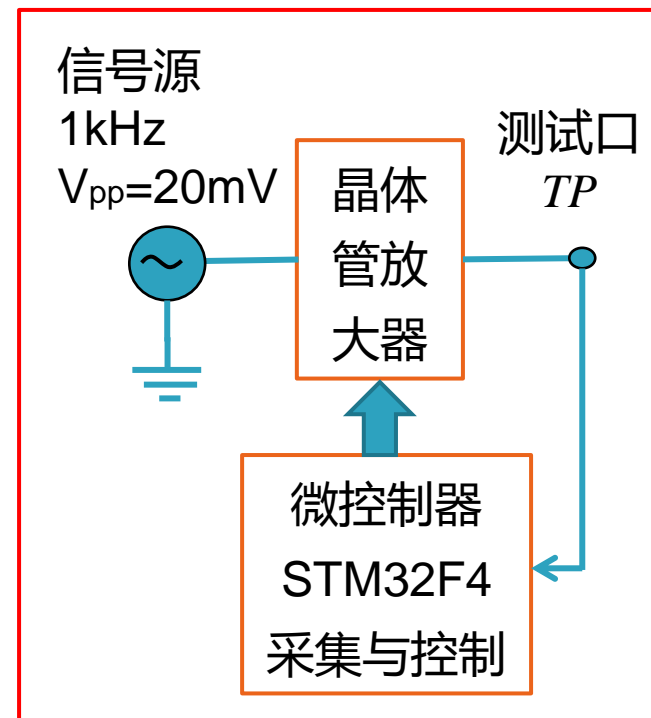 信号源
1kHz
Vpp=20mV
测试口
TP
晶体
管放
大器
微控制器
STM32F4
采集与控制